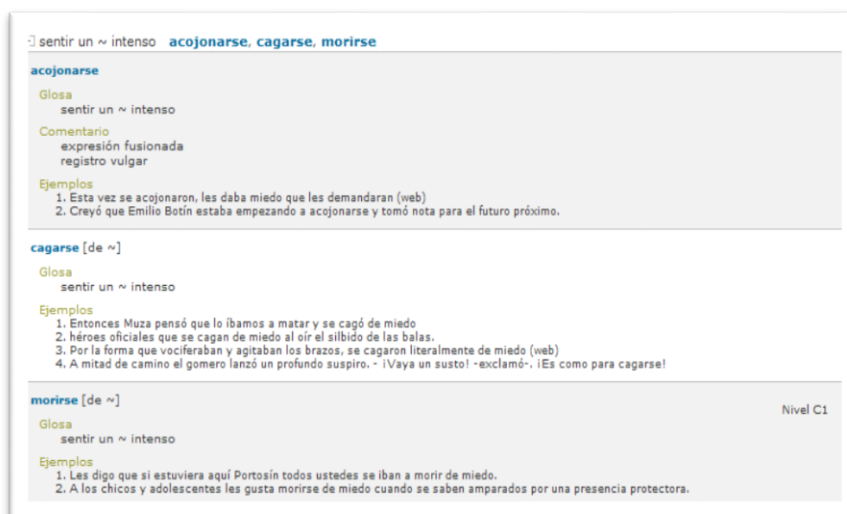 sentir un ~ intenso acojonarse, cagarse, morirse
acojonarse
Glosa
sentir un ~ intenso
Comentario
expresión fusionada
registro vulgar
Ejemplos
1. Esta vez se acojonaron, les daba miedo que les demandaran (web)
2. Creyó que Emilio Botín estaba empezando a acojonarse y tomó nota para el futuro próximo.
cagarse [de ~]
Glosa
sentir un ~ intenso
Ejemplos
1. Entonces Muza pensó que lo íbamos a matar y se cagó de miedo
2. héroes oficiales que se cagan de miedo al oír el silbido de las balas.
3. Por la forma que vociferaban y agitaban los brazos, se cagaron literalmente de miedo (web)
4. A mitad de camino el gomero lanzó un profundo suspiro. - ¡Vaya un susto! -exclamó-. ¡Es como para cagarse!
morirse [de ~]
Nivel C1
Glosa
sentir un ~ intenso
Ejemplos
1. Les digo que si estuviera aquí Portosín todos ustedes se iban a morir de miedo.
2. A los chicos y adolescentes les gusta morirse de miedo cuando se saben amparados por una presencia protectora.